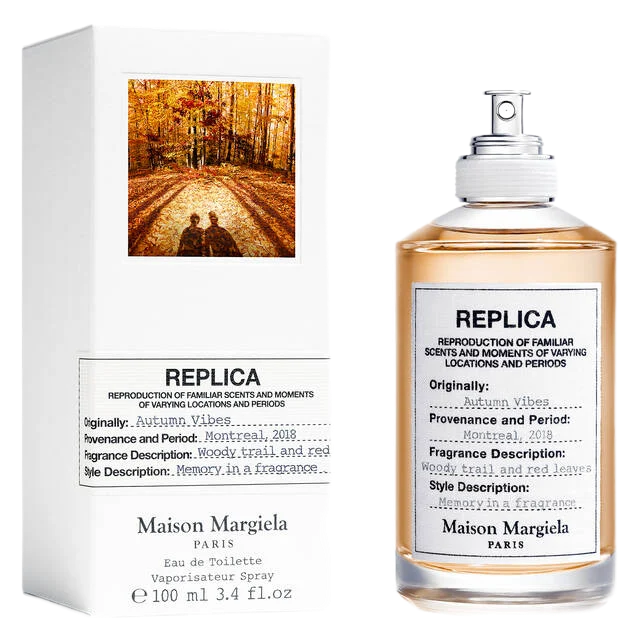 REPLICA
REPRODUCTION OF FAMILIAR SCENTS AND MOMENTS
OF VARYING LOCATIONS AND PERIODS
Originally: Autumn Vibes
Provenance and Period: Montreal, 2018
Fragrance Description: Woody trail and red
Style Description: Memory in a fragrance
Maison Margiela
PARIS
Eau de Toilette
Vaporisateur Spray
℮100 ml 3.4 fl.oz
REPLICA
REPRODUCTION OF FAMILIAR
SCENTS AND MOMENTS OF VARYING
LOCATIONS AND PERIODS
Originally:
Autumn Vibes
Provenance and Period:
Montreal, 2018
Fragrance Description:
Woody trail and red leaves
Style Description:
Memory in a fragrance
Maison Margiela
PARIS